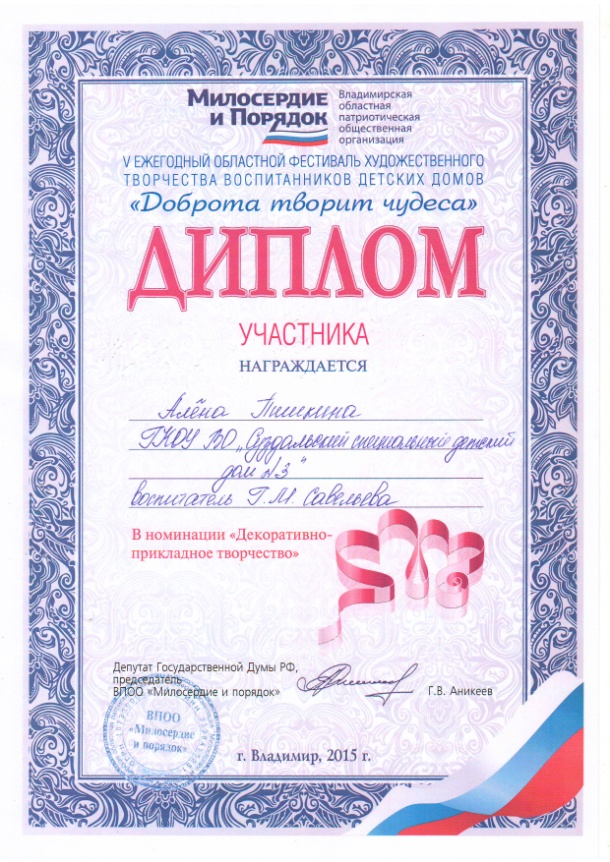 Милосердие
и Порядок
Владимирская
областная
патриотическая
общественная
организация
V ЕЖЕГОДНЫЙ ОБЛАСТНОЙ ФЕСТИВАЛЬ ХУДОЖЕСТВЕННОГО
ТВОРЧЕСТВА ВОСПИТАННИКОВ ДЕТСКИХ ДОМОВ
«Доброта творит чудеса»
ДИПЛОМ
УЧАСТНИКА
НАГРАЖДАЕТСЯ
Алёна Пшикина
ГКОУ ВО „Суздальский специальный детский
дом №3"
воспитатель Г.М. Савельева
В номинации «Декоративно-
прикладное творчество»
Депутат Государственной Думы РФ,
председатель
ВПОО «Милосердие и порядок»
Г.В. Аникеев
ВПОО
«Милосердие
и порядок»
г. Владимир, 2015 г.